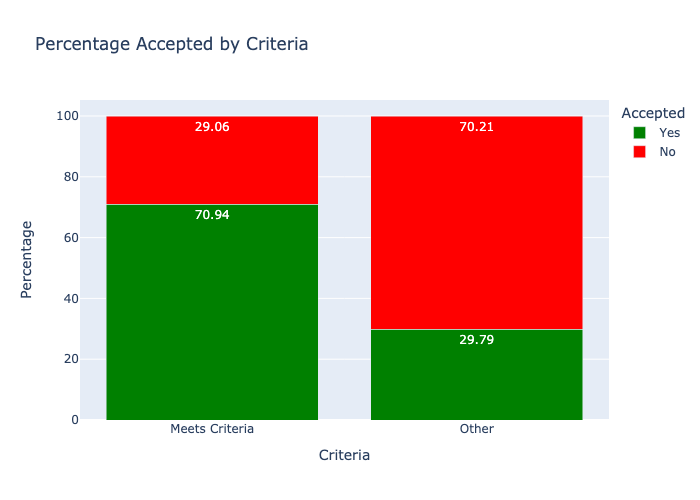 Percentage Accepted by Criteria
Accepted
Yes
No
Percentage
100
80
60
40
20
0
29.06
70.21
70.94
29.79
Meets Criteria
Other
Criteria